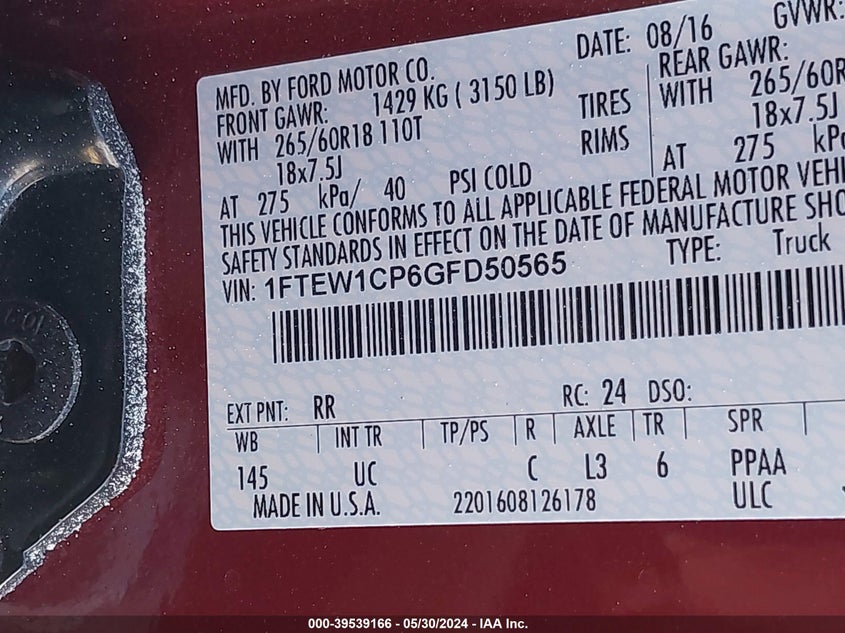 DATE: 08/16 GVWR:
MFD. BY FORD MOTOR CO.
FRONT GAWR: 1429 KG ( 3150 LB) REAR GAWR:
WITH 265/60R18 110T TIRES WITH 265/60R
18x7.5J RIMS 18x7.5J
AT 275 kPa/ 40 PSI COLD AT 275
THIS VEHICLE CONFORMS TO ALL APPLICABLE FEDERAL MOTOR
SAFETY STANDARDS IN EFFECT ON THE DATE OF MANUFACTURE
VIN: 1FTEW1CP6GFD50565 TYPE: Truck
EXT PNT: RR RC: 24 DSO:
WB INT TR TP/PS R AXLE TR SPR
145 UC C L3 6 PPAA
MADE IN U.S.A. 2201608126178 ULC
000-39539166 - 05/30/2024 - IAA Inc.